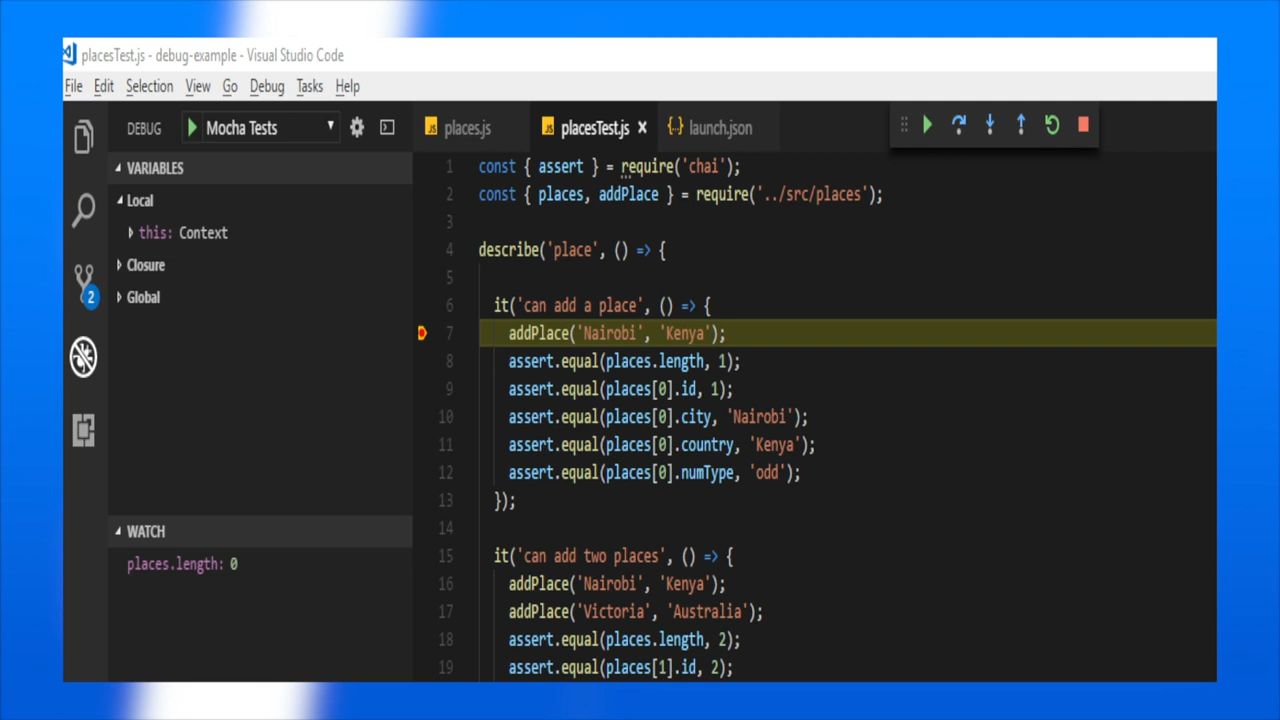 placesTest.js - debug-example - Visual Studio Code
File Edit Selection View Go Debug Tasks Help
DEBUG Mocha Tests
places.js placesTest.js launch.json
VARIABLES
Local
this: Context
Closure
Global
2
WATCH
places.length: 0
1 const { assert } = require('chai');
2 const { places, addPlace } = require('../src/places');
3
4 describe('place', () => {
5
6 it('can add a place', () => {
7 addPlace('Nairobi', 'Kenya');
8 assert.equal(places.length, 1);
9 assert.equal(places[0].id, 1);
10 assert.equal(places[0].city, 'Nairobi');
11 assert.equal(places[0].country, 'Kenya');
12 assert.equal(places[0].numType, 'odd');
13 });
14
15 it('can add two places', () => {
16 addPlace('Nairobi', 'Kenya');
17 addPlace('Victoria', 'Australia');
18 assert.equal(places.length, 2);
19 assert.equal(places[1].id, 2);